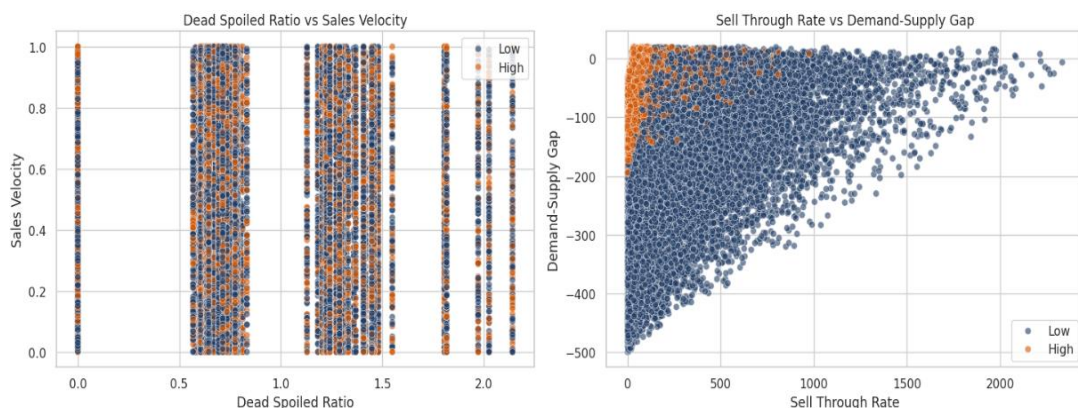 Dead Spoiled Ratio vs Sales Velocity
1.0
0.8
0.6
0.4
0.2
0.0
Sales Velocity
Low
High
0.0 0.5 1.0 1.5 2.0
Dead Spoiled Ratio
Sell Through Rate vs Demand-Supply Gap
0
−100
−200
−300
−400
−500
Demand-Supply Gap
Low
High
0 500 1000 1500 2000
Sell Through Rate